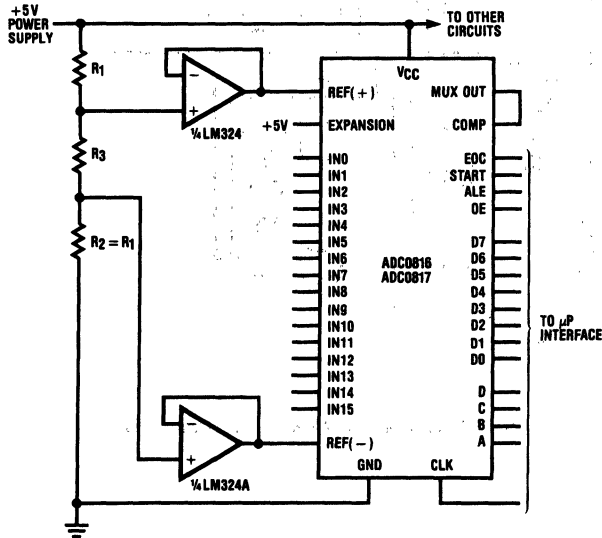 +5V
POWER
SUPPLY
TO OTHER
CIRCUITS
R1
VCC
REF(+)
MUX OUT
−
+
¼ LM324
+5V
EXPANSION
COMP
R3
IN0
EOC
IN1
START
IN2
ALE
IN3
OE
IN4
R2 = R1
IN5
D7
IN6
D6
ADC0816
ADC0817
IN7
D5
IN8
D4
IN9
D3
IN10
D2
IN11
D1
IN12
D0
TO µP
INTERFACE
IN13
IN14
D
IN15
C
B
−
+
REF(−)
A
¼ LM324A
GND
CLK